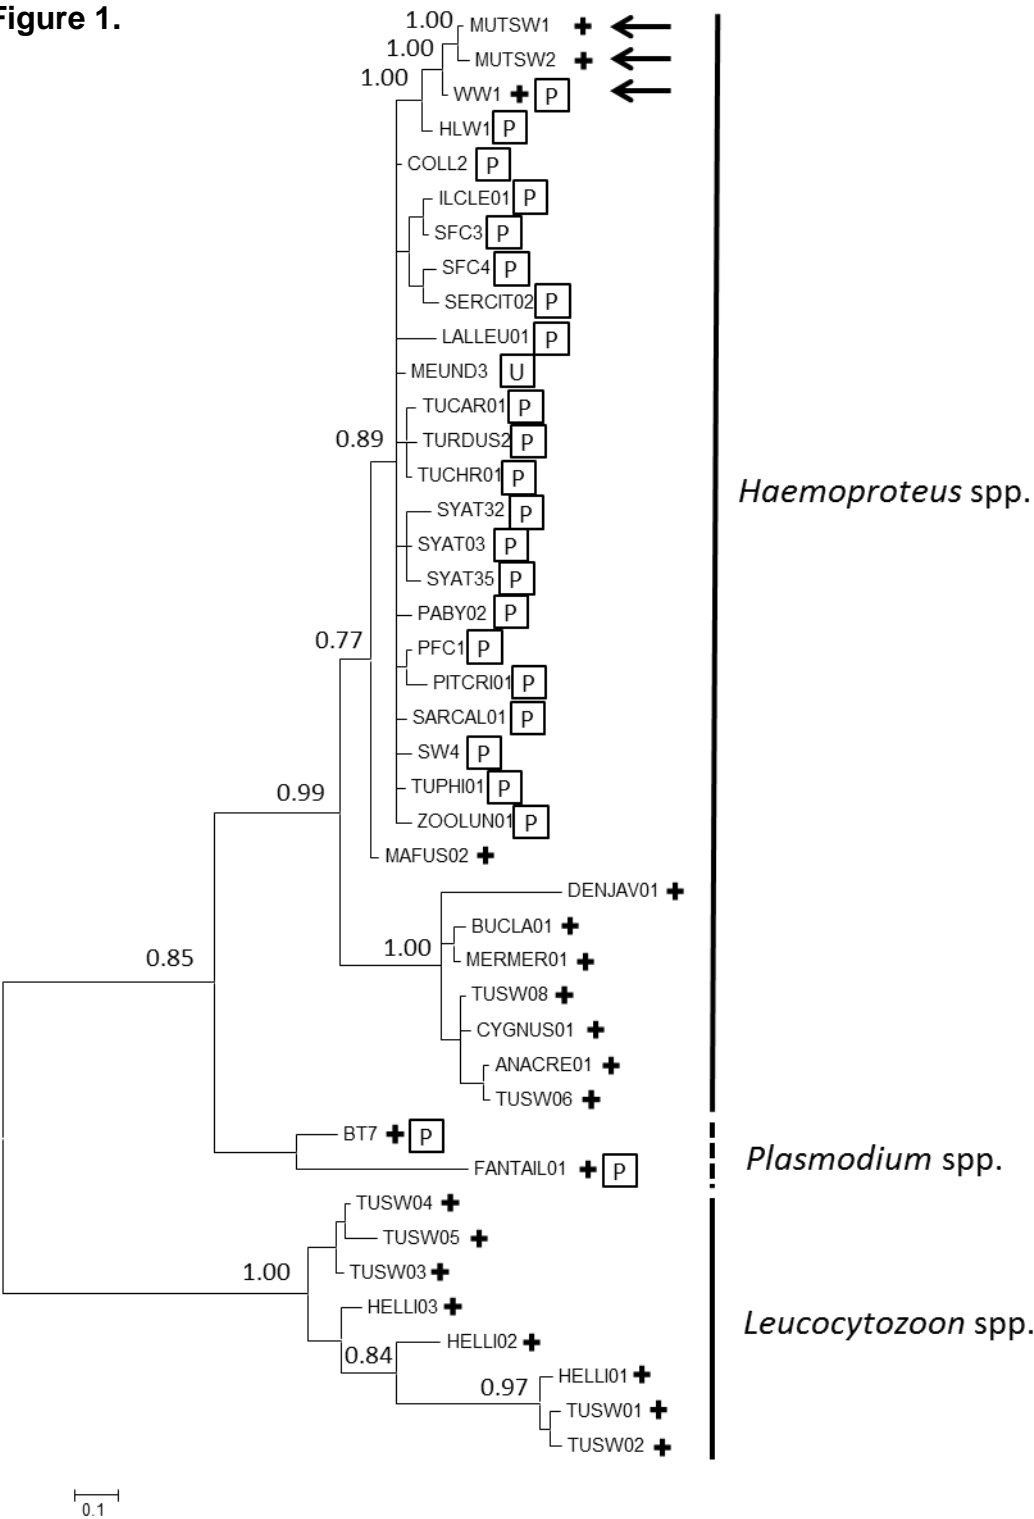 Figure 1.
1.00 MUTSW1
1.00 MUTSW2
1.00 WW1 P
HLW1 P
COLL2 P
ILCLE01 P
SFC3 P
SFC4 P
SERCIT02 P
LALLEU01 P
MEUND3 U
TUCAR01 P
0.89 TURDUS2 P
TUCHR01 P
Haemoproteus spp.
SYAT32 P
SYAT03 P
SYAT35 P
PABY02 P
0.77 PFC1 P
PITCRI01 P
SARCAL01 P
SW4 P
0.99 TUPHI01 P
ZOOLUN01 P
MAFUS02
DENJAV01
BUCLA01
0.85 1.00 MERMER01
TUSW08
CYGNUS01
ANACRE01
TUSW06
BT7 P
Plasmodium spp.
FANTAIL01 P
TUSW04
TUSW05
1.00 TUSW03
HELLI03
Leucocytozoon spp.
HELLI02
0.84
HELLI01
0.97
TUSW01
TUSW02
0.1